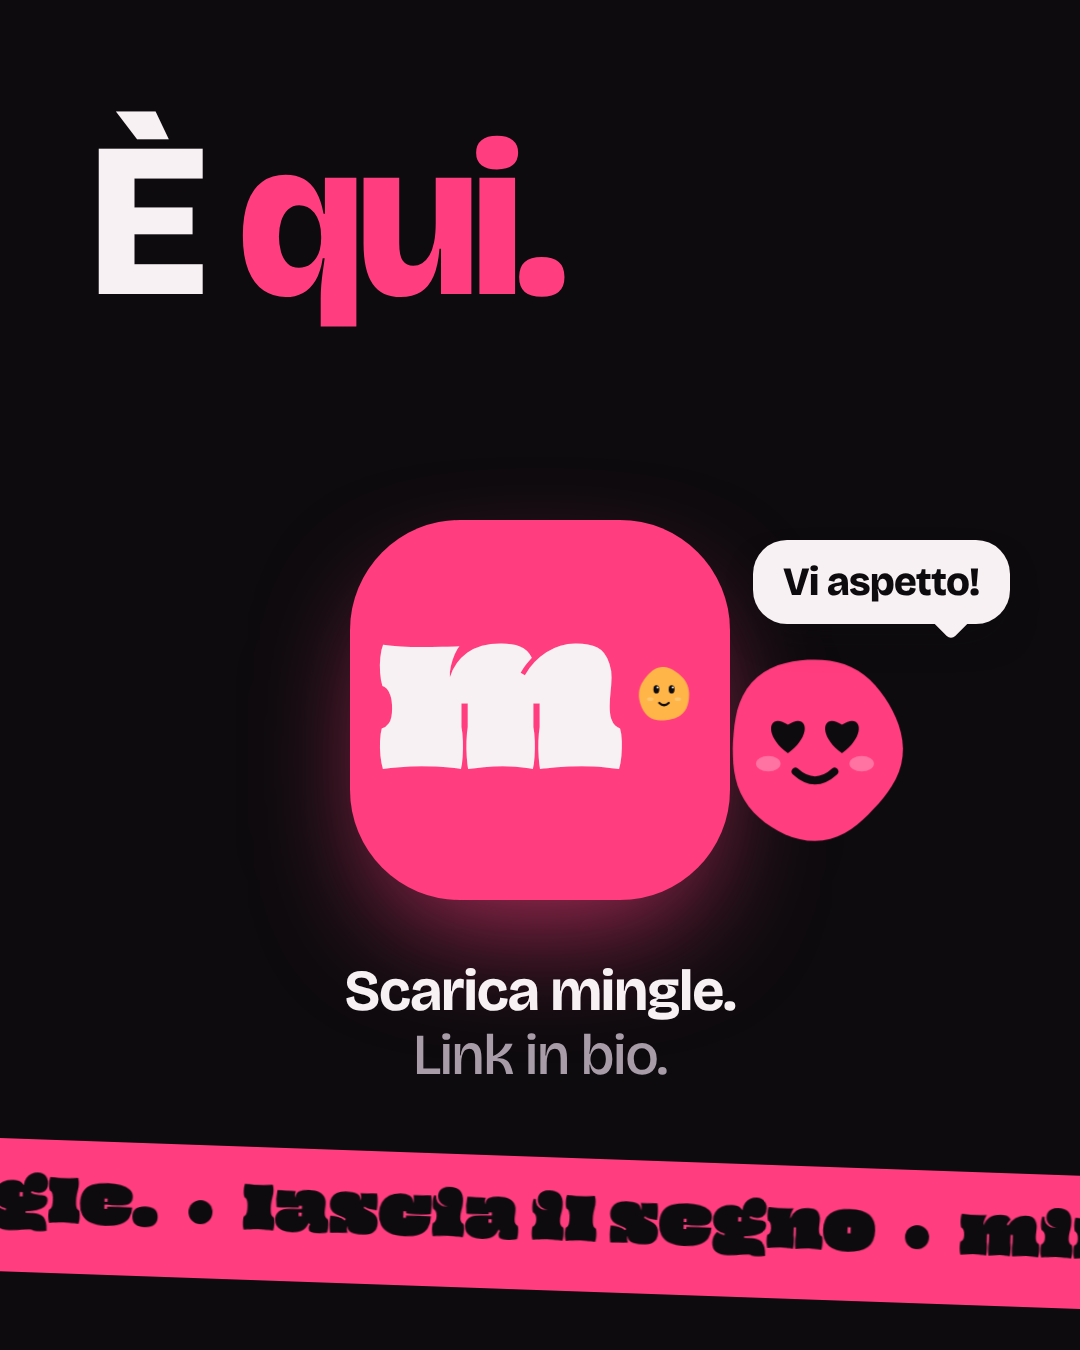 È qui.
Vi aspetto!
m
Scarica mingle.
Link in bio.
gle. • lascia il segno • mi